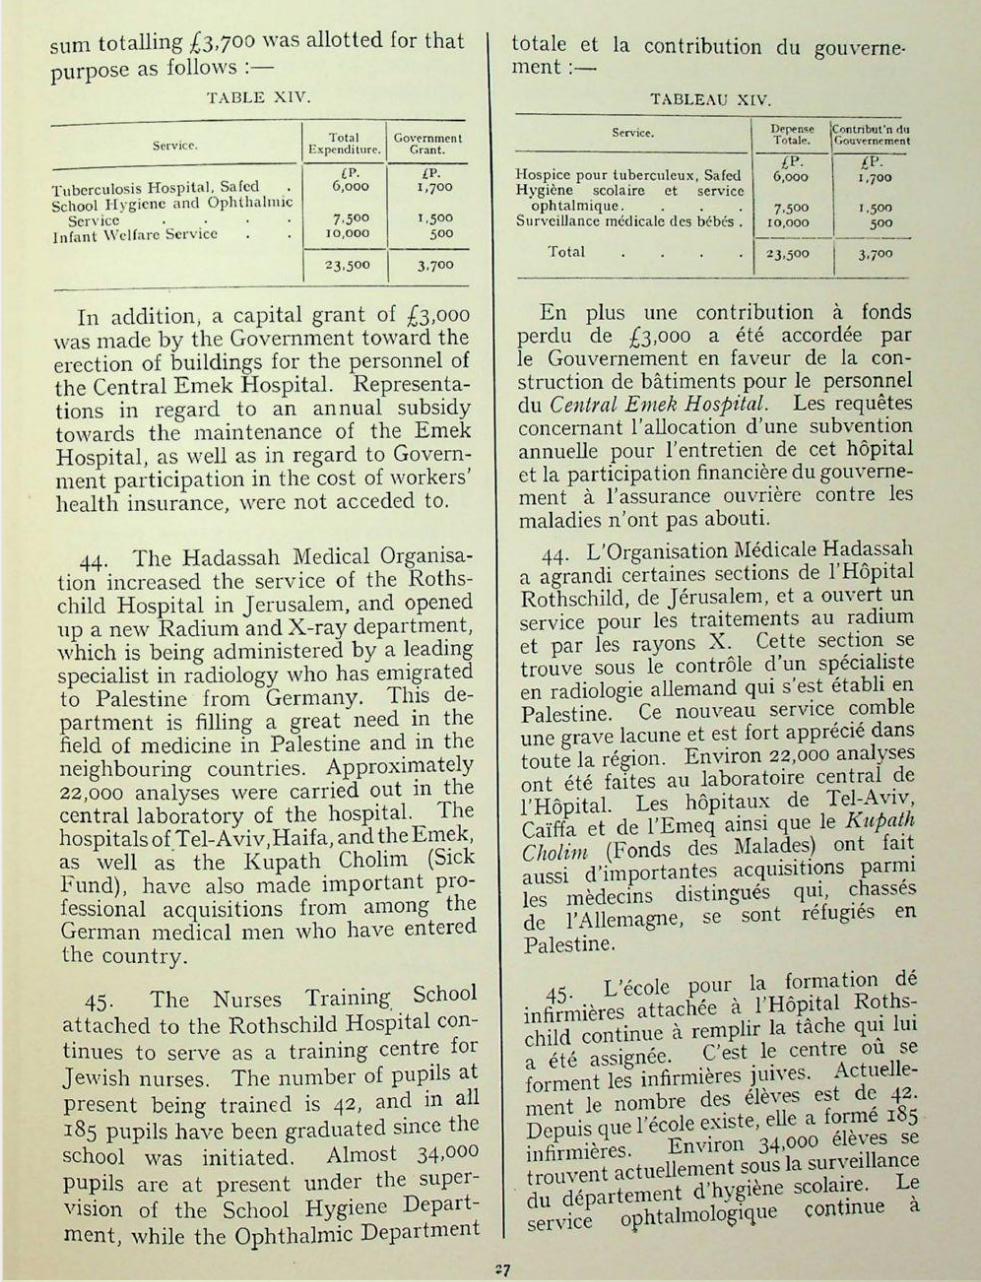 sum totalling £3,700 was allotted for that
purpose as follows :—
TABLE XIV.
Service. Total Expenditure. Government Grant.
£P. £P.
Tuberculosis Hospital, Safed . 6,000 1,700
School Hygiene and Ophthalmic
Service . . . . 7,500 1,500
Infant Welfare Service . . 10,000 500
23,500 3,700
In addition, a capital grant of £3,000
was made by the Government toward the
erection of buildings for the personnel of
the Central Emek Hospital. Representa-
tions in regard to an annual subsidy
towards the maintenance of the Emek
Hospital, as well as in regard to Govern-
ment participation in the cost of workers'
health insurance, were not acceded to.
44. The Hadassah Medical Organisa-
tion increased the service of the Roths-
child Hospital in Jerusalem, and opened
up a new Radium and X-ray department,
which is being administered by a leading
specialist in radiology who has emigrated
to Palestine from Germany. This de-
partment is filling a great need in the
field of medicine in Palestine and in the
neighbouring countries. Approximately
22,000 analyses were carried out in the
central laboratory of the hospital. The
hospitals of Tel-Aviv, Haifa, and the Emek,
as well as the Kupath Cholim (Sick
Fund), have also made important pro-
fessional acquisitions from among the
German medical men who have entered
the country.
45. The Nurses Training School
attached to the Rothschild Hospital con-
tinues to serve as a training centre for
Jewish nurses. The number of pupils at
present being trained is 42, and in all
185 pupils have been graduated since the
school was initiated. Almost 34,000
pupils are at present under the super-
vision of the School Hygiene Depart-
ment, while the Ophthalmic Department
totale et la contribution du gouverne-
ment :—
TABLEAU XIV.
Service. Depense Totale. Contribut'n du Gouvernement
£P. £P.
Hospice pour tuberculeux, Safed 6,000 1,700
Hygiène scolaire et service
ophtalmique. . . . 7,500 1,500
Surveillance médicale des bébés . 10,000 500
Total . . . . 23,500 3,700
En plus une contribution à fonds
perdu de £3,000 a été accordée par
le Gouvernement en faveur de la con-
struction de bâtiments pour le personnel
du Central Emek Hospital. Les requêtes
concernant l'allocation d'une subvention
annuelle pour l'entretien de cet hôpital
et la participation financière du gouverne-
ment à l'assurance ouvrière contre les
maladies n'ont pas abouti.
44. L'Organisation Médicale Hadassah
a agrandi certaines sections de l'Hôpital
Rothschild, de Jérusalem, et a ouvert un
service pour les traitements au radium
et par les rayons X. Cette section se
trouve sous le contrôle d'un spécialiste
en radiologie allemand qui s'est établi en
Palestine. Ce nouveau service comble
une grave lacune et est fort apprécié dans
toute la région. Environ 22,000 analyses
ont été faites au laboratoire central de
l'Hôpital. Les hôpitaux de Tel-Aviv,
Caïffa et de l'Emeq ainsi que le Kupath
Cholim (Fonds des Malades) ont fait
aussi d'importantes acquisitions parmi
les mèdecins distingués qui, chassés
de l'Allemagne, se sont réfugiés en
Palestine.
45. L'école pour la formation dé
infirmières attachée à l'Hôpital Roths-
child continue à remplir la tâche qui lui
a été assignée. C'est le centre où se
forment les infirmières juives. Actuelle-
ment le nombre des élèves est de 42.
Depuis que l'école existe, elle a formé 185
infirmières. Environ 34,000 élèves se
trouvent actuellement sous la surveillance
du département d'hygiène scolaire. Le
service ophtalmologique continue à
27